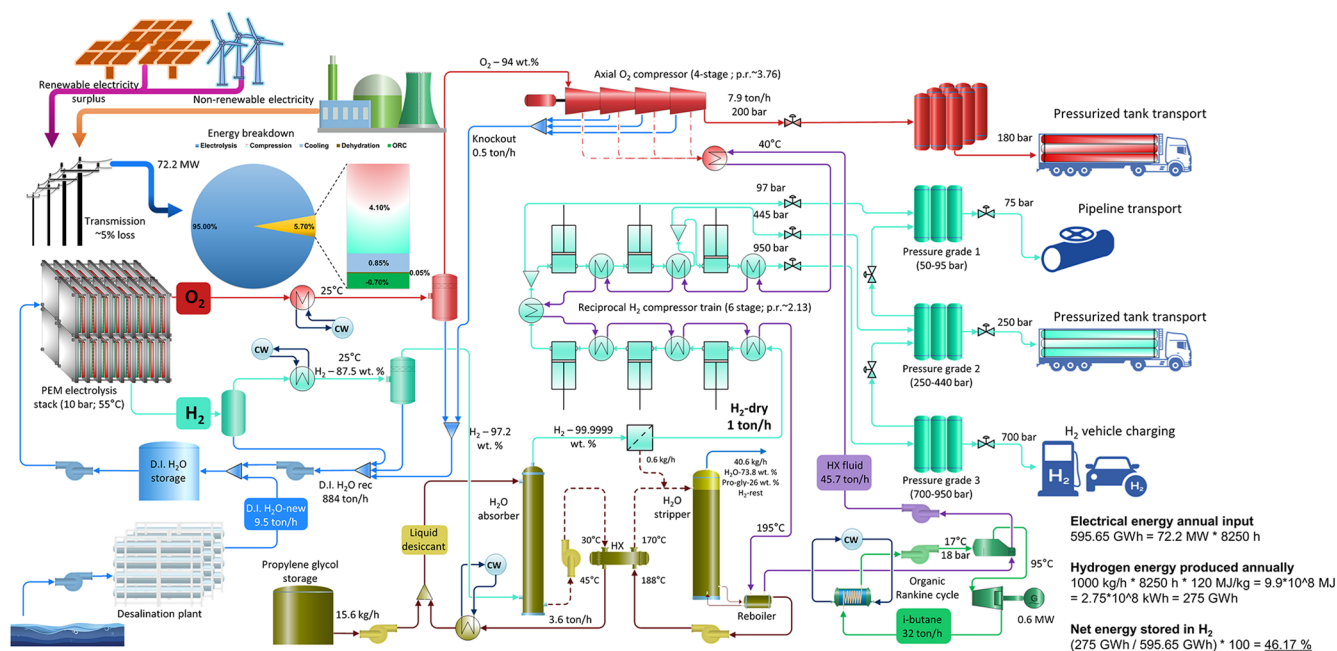 Renewable electricity
surplus
Non-renewable electricity
Energy breakdown
Electrolysis
Compression
Cooling
Dehydration
ORC
72.2 MW
Transmission
~5% loss
95.00%
5.70%
4.10%
0.85%
0.05%
-0.70%
O₂ – 94 wt.%
Axial O₂ compressor (4-stage ; p.r.~3.76)
7.9 ton/h
200 bar
Knockout
0.5 ton/h
40°C
180 bar
Pressurized tank transport
97 bar
445 bar
950 bar
75 bar
Pipeline transport
Pressure grade 1
(50-95 bar)
O₂
25°C
CW
CW
25°C
H₂ – 87.5 wt. %
PEM electrolysis
stack (10 bar; 55°C)
H₂
Reciprocal H₂ compressor train (6 stage; p.r.~2.13)
250 bar
Pressurized tank transport
Pressure grade 2
(250-440 bar)
H₂-dry
1 ton/h
H₂ – 97.2
wt. %
H₂ – 99.9999
wt. %
0.6 kg/h
40.6 kg/h
H₂O-73.8 wt. %
Pro-gly-26 wt. %
H₂-rest
700 bar
H₂ vehicle charging
H₂
H₂
Pressure grade 3
(700-950 bar)
D.I. H₂O
storage
D.I. H₂O rec
884 ton/h
D.I. H₂O-new
9.5 ton/h
H₂O
absorber
H₂O
stripper
HX fluid
45.7 ton/h
Liquid
desiccant
30°C
HX
170°C
45°C
188°C
195°C
Desalination plant
Propylene glycol
storage
15.6 kg/h
CW
3.6 ton/h
Reboiler
CW
17°C
18 bar
95°C
Organic
Rankine cycle
G
0.6 MW
i-butane
32 ton/h
Electrical energy annual input
595.65 GWh = 72.2 MW * 8250 h
Hydrogen energy produced annually
1000 kg/h * 8250 h * 120 MJ/kg = 9.9*10^8 MJ
= 2.75*10^8 kWh = 275 GWh
Net energy stored in H₂
(275 GWh / 595.65 GWh) * 100 = 46.17 %